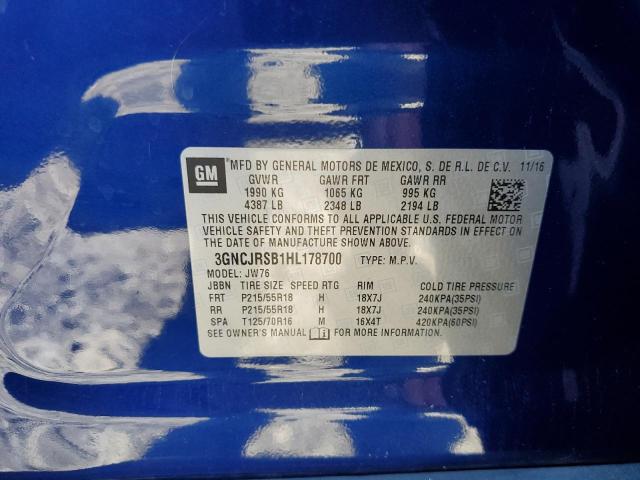 GM
MFD BY GENERAL MOTORS DE MEXICO, S. DE R.L. DE C.V. 11/16
GVWR GAWR FRT GAWR RR
1990 KG 1065 KG 995 KG
4387 LB 2348 LB 2194 LB
THIS VEHICLE CONFORMS TO ALL APPLICABLE U.S. FEDERAL MOTOR
VEHICLE SAFETY AND THEFT PREVENTION STANDARDS IN EFFECT
ON THE DATE OF MANUFACTURE SHOWN ABOVE.
3GNCJRSB1HL178700 TYPE: M.P.V.
MODEL: JW76
JBBN TIRE SIZE SPEED RTG RIM COLD TIRE PRESSURE
FRT P215/55R18 H 18X7J 240KPA(35PSI)
RR P215/55R18 H 18X7J 240KPA(35PSI)
SPA T125/70R16 M 16X4T 420KPA(60PSI)
SEE OWNER'S MANUAL FOR MORE INFORMATION.